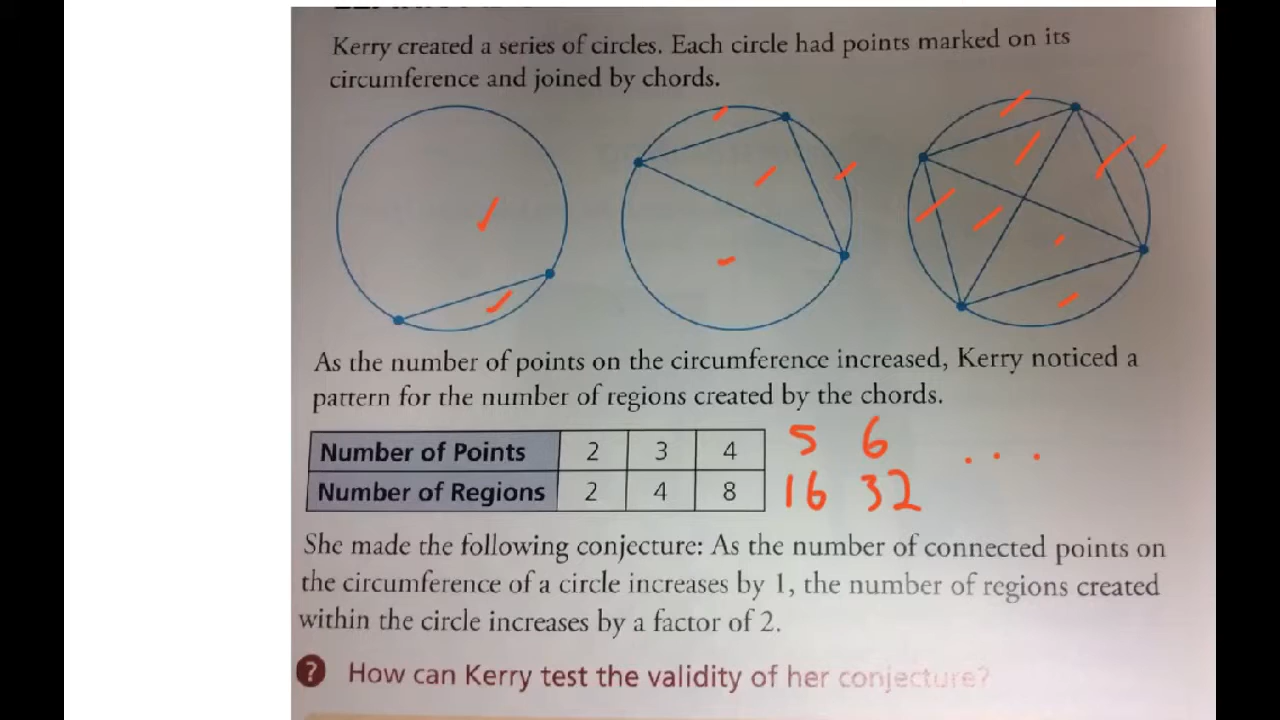 Kerry created a series of circles. Each circle had points marked on its
circumference and joined by chords.
As the number of points on the circumference increased, Kerry noticed a
pattern for the number of regions created by the chords.
Number of Points 2 3 4 5 6 . . .
Number of Regions 2 4 8 16 32
She made the following conjecture: As the number of connected points on
the circumference of a circle increases by 1, the number of regions created
within the circle increases by a factor of 2.
? How can Kerry test the validity of her conjecture?